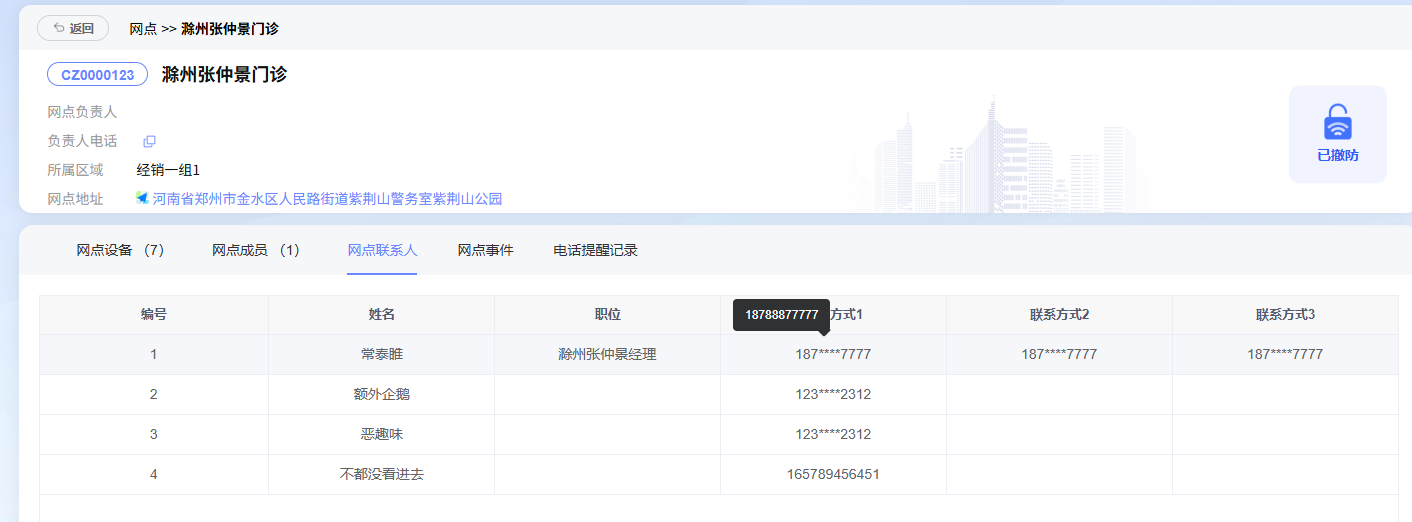 返回 网点 >> 滁州张仲景门诊
CZ0000123 滁州张仲景门诊
网点负责人
负责人电话
所属区域 经销一组1
网点地址 河南省郑州市金水区人民路街道紫荆山警务室紫荆山公园
已撤防
网点设备 (7) 网点成员 (1) 网点联系人 网点事件 电话提醒记录
编号 姓名 职位 方式1 联系方式2 联系方式3
18788877777
1 常泰睢 滁州张仲景经理 187****7777 187****7777 187****7777
2 额外企鹅 123****2312
3 恶趣味 123****2312
4 不都没看进去 165789456451